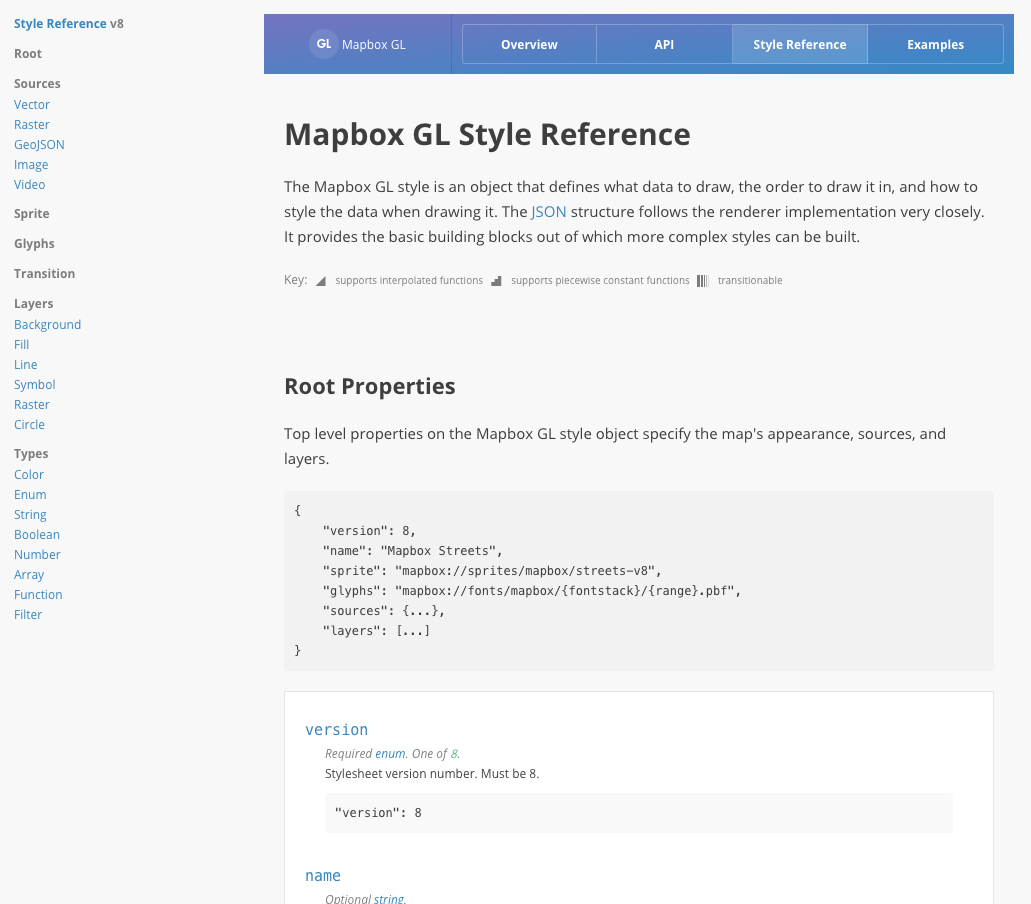 Style Reference v8
Root
Sources
Vector
Raster
GeoJSON
Image
Video
Sprite
Glyphs
Transition
Layers
Background
Fill
Line
Symbol
Raster
Circle
Types
Color
Enum
String
Boolean
Number
Array
Function
Filter
GL Mapbox GL
Overview
API
Style Reference
Examples
Mapbox GL Style Reference
The Mapbox GL style is an object that defines what data to draw, the order to draw it in, and how to
style the data when drawing it. The JSON structure follows the renderer implementation very closely.
It provides the basic building blocks out of which more complex styles can be built.
Key: supports interpolated functions supports piecewise constant functions transitionable
Root Properties
Top level properties on the Mapbox GL style object specify the map's appearance, sources, and
layers.
{
    "version": 8,
    "name": "Mapbox Streets",
    "sprite": "mapbox://sprites/mapbox/streets-v8",
    "glyphs": "mapbox://fonts/mapbox/{fontstack}/{range}.pbf",
    "sources": {...},
    "layers": [...]
}
version
Required enum. One of 8.
Stylesheet version number. Must be 8.
"version": 8
name
Optional string.